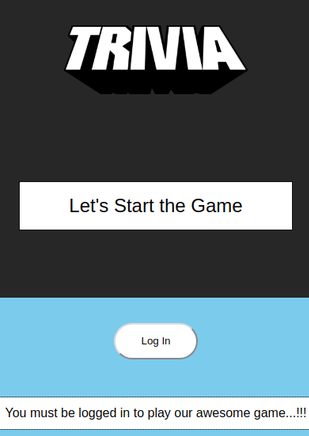 TRIVIA
Let's Start the Game
Log In
You must be logged in to play our awesome game...!!!